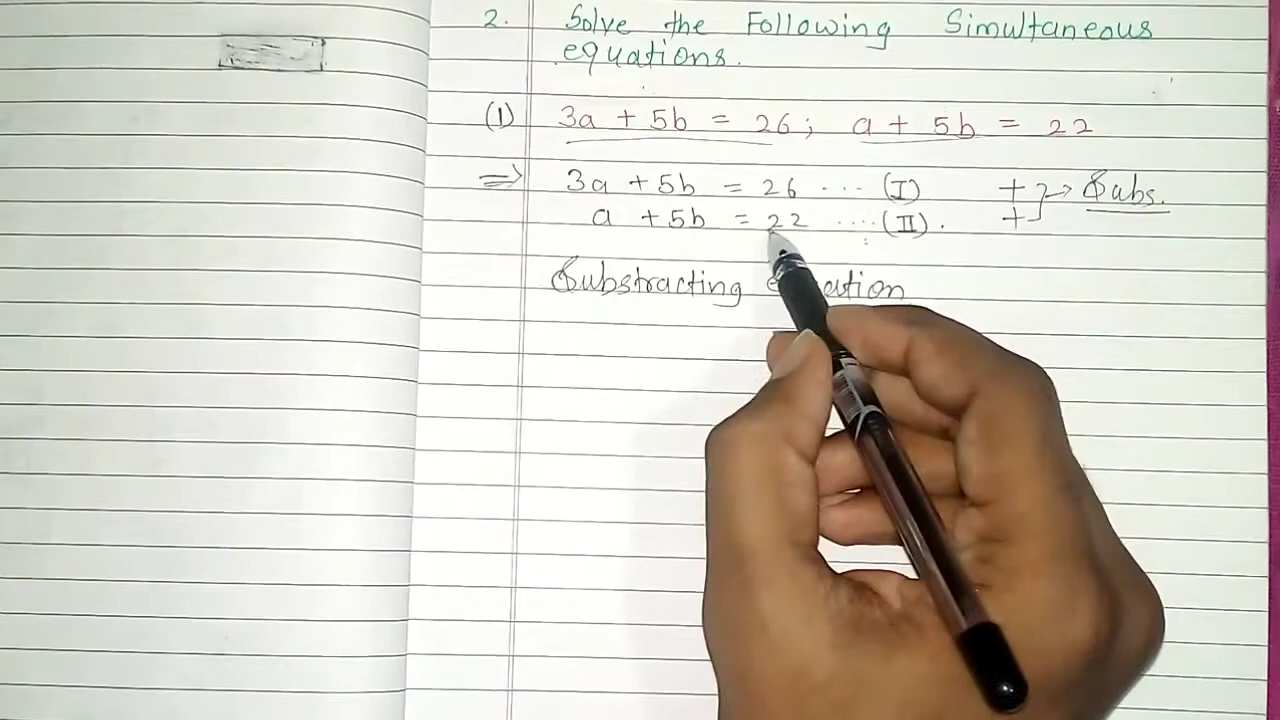 2. Solve the Following Simultaneous
equations.
(1) 3a + 5b = 26; a + 5b = 22
⇒ 3a + 5b = 26 ... (I) + → Subs.
a + 5b = 22 .... (II). +
Substracting